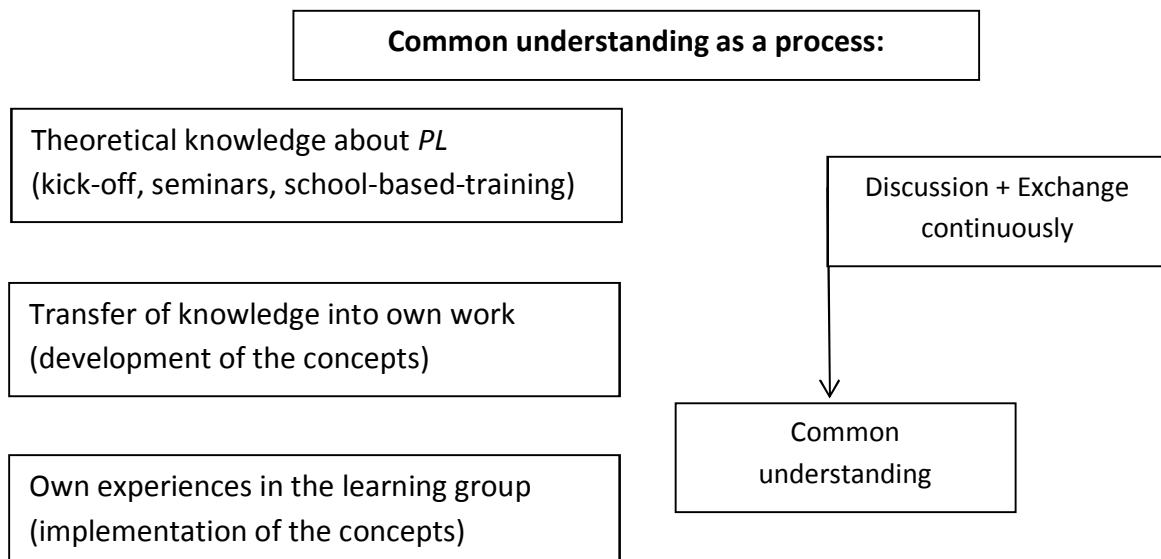 Common understanding as a process:
Theoretical knowledge about PL
(kick-off, seminars, school-based-training)
Discussion + Exchange
continuously
Transfer of knowledge into own work
(development of the concepts)
Common
understanding
Own experiences in the learning group
(implementation of the concepts)